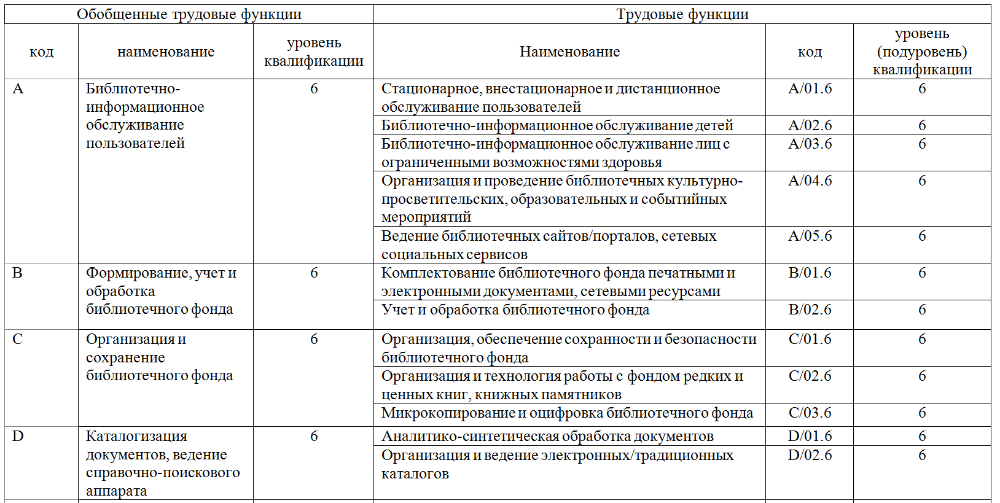 Обобщенные трудовые функции
Трудовые функции
код
наименование
уровень
квалификации
Наименование
код
уровень
(подуровень)
квалификации
A
Библиотечно-
информационное
обслуживание
пользователей
6
Стационарное, внестационарное и дистанционное
обслуживание пользователей
A/01.6
6
Библиотечно-информационное обслуживание детей
A/02.6
6
Библиотечно-информационное обслуживание лиц с
ограниченными возможностями здоровья
A/03.6
6
Организация и проведение библиотечных культурно-
просветительских, образовательных и событийных
мероприятий
A/04.6
6
Ведение библиотечных сайтов/порталов, сетевых
социальных сервисов
A/05.6
6
B
Формирование, учет и
обработка
библиотечного фонда
6
Комплектование библиотечного фонда печатными и
электронными документами, сетевыми ресурсами
B/01.6
6
Учет и обработка библиотечного фонда
B/02.6
6
C
Организация и
сохранение
библиотечного фонда
6
Организация, обеспечение сохранности и безопасности
библиотечного фонда
C/01.6
6
Организация и технология работы с фондом редких и
ценных книг, книжных памятников
C/02.6
6
Микрокопирование и оцифровка библиотечного фонда
C/03.6
6
D
Каталогизация
документов, ведение
справочно-поискового
аппарата
6
Аналитико-синтетическая обработка документов
D/01.6
6
Организация и ведение электронных/традиционных
каталогов
D/02.6
6